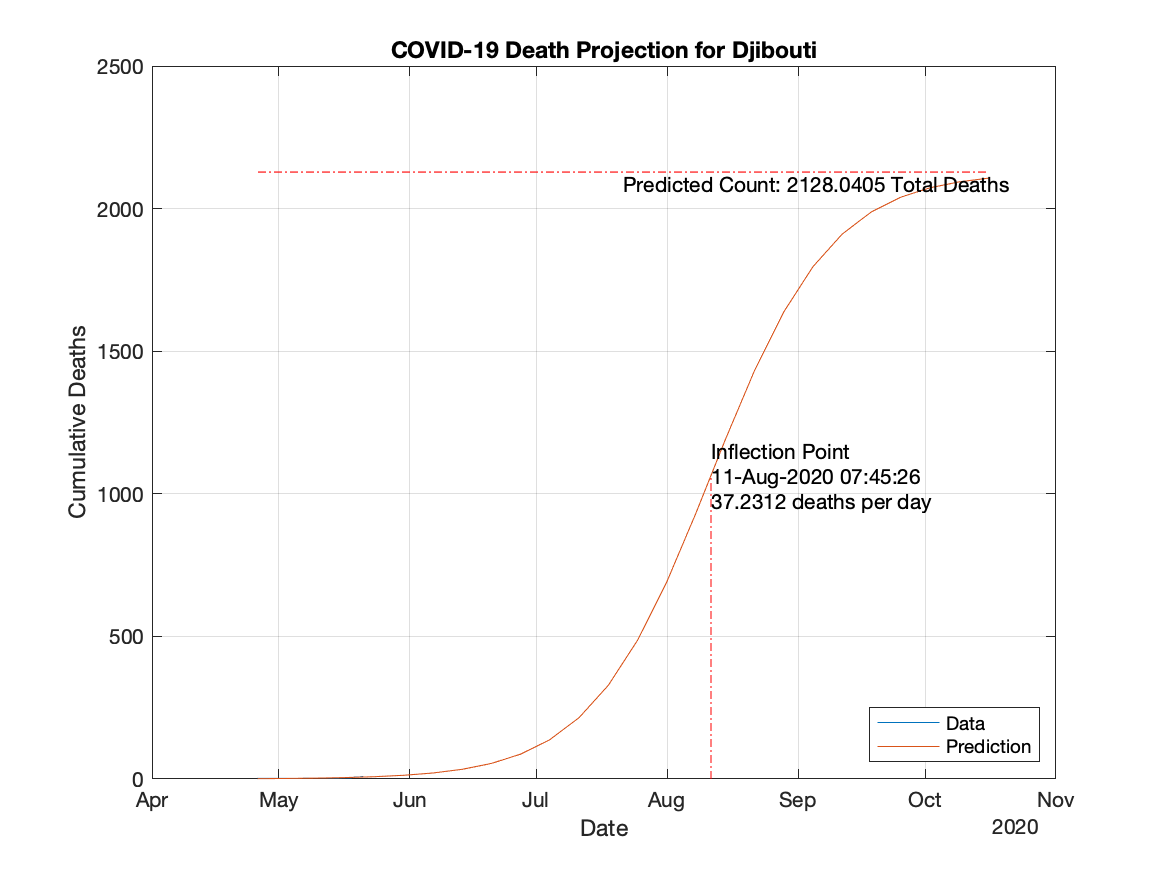 COVID-19 Death Projection for Djibouti
2500
2000
1500
1000
500
0
Cumulative Deaths
Predicted Count: 2128.0405 Total Deaths
Inflection Point
11-Aug-2020 07:45:26
37.2312 deaths per day
Data
Prediction
Apr May Jun Jul Aug Sep Oct Nov
Date
2020